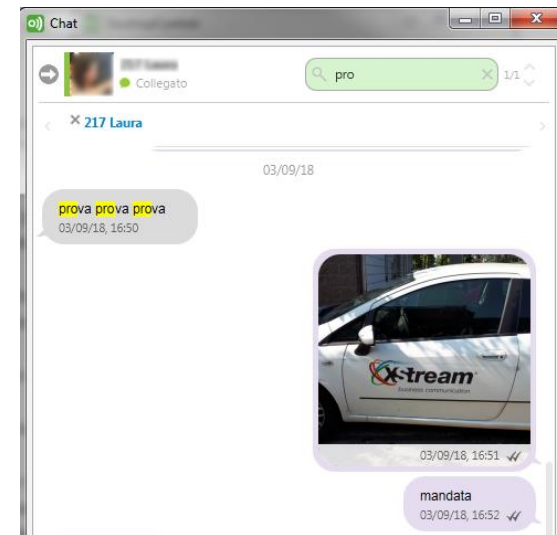 Chat
Collegato
pro
1/1
217 Laura
03/09/18
prova prova prova
03/09/18, 16:50
Xstream
business communication
03/09/18, 16:51
mandata
03/09/18, 16:52